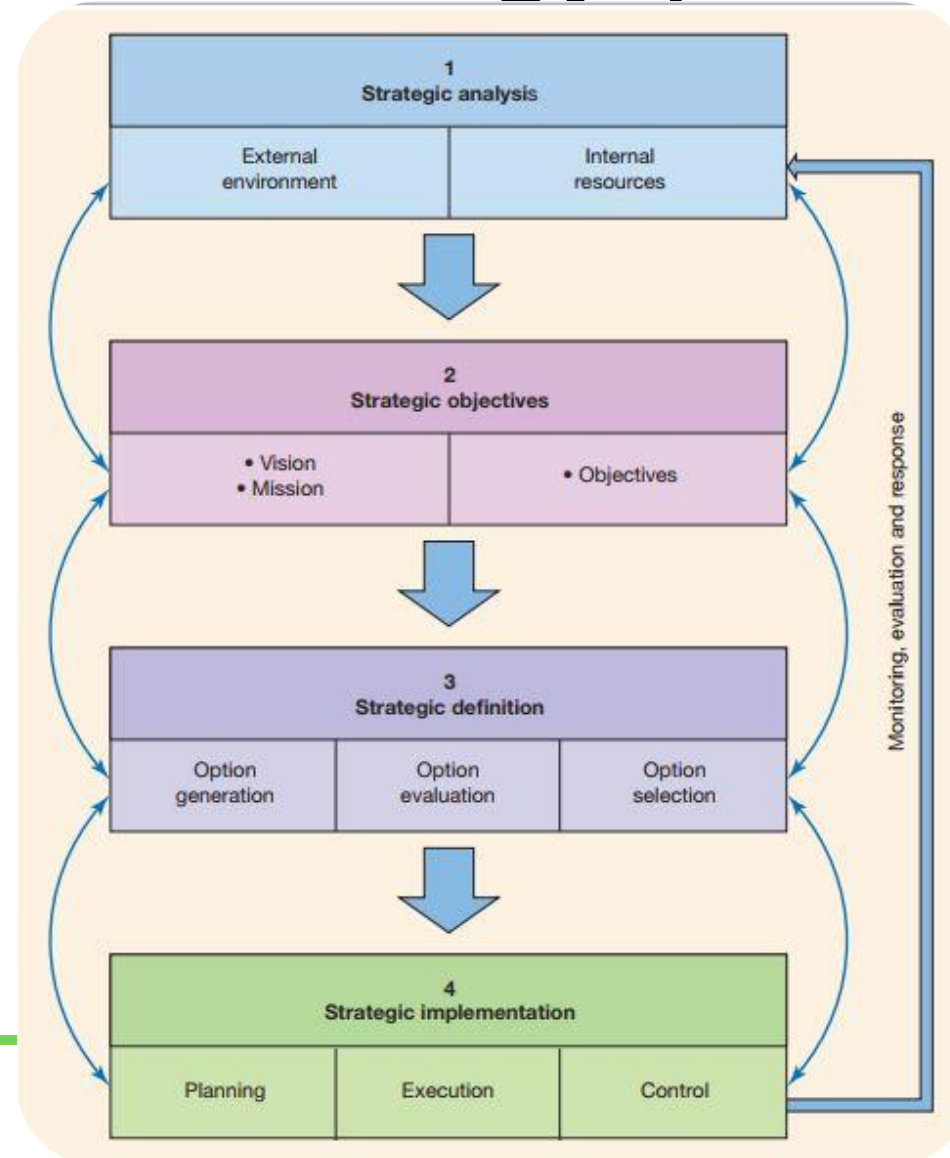 1
Strategic analysis
External
environment
Internal
resources
2
Strategic objectives
• Vision
• Mission
• Objectives
3
Strategic definition
Option
generation
Option
evaluation
Option
selection
4
Strategic implementation
Planning
Execution
Control
Monitoring, evaluation and response